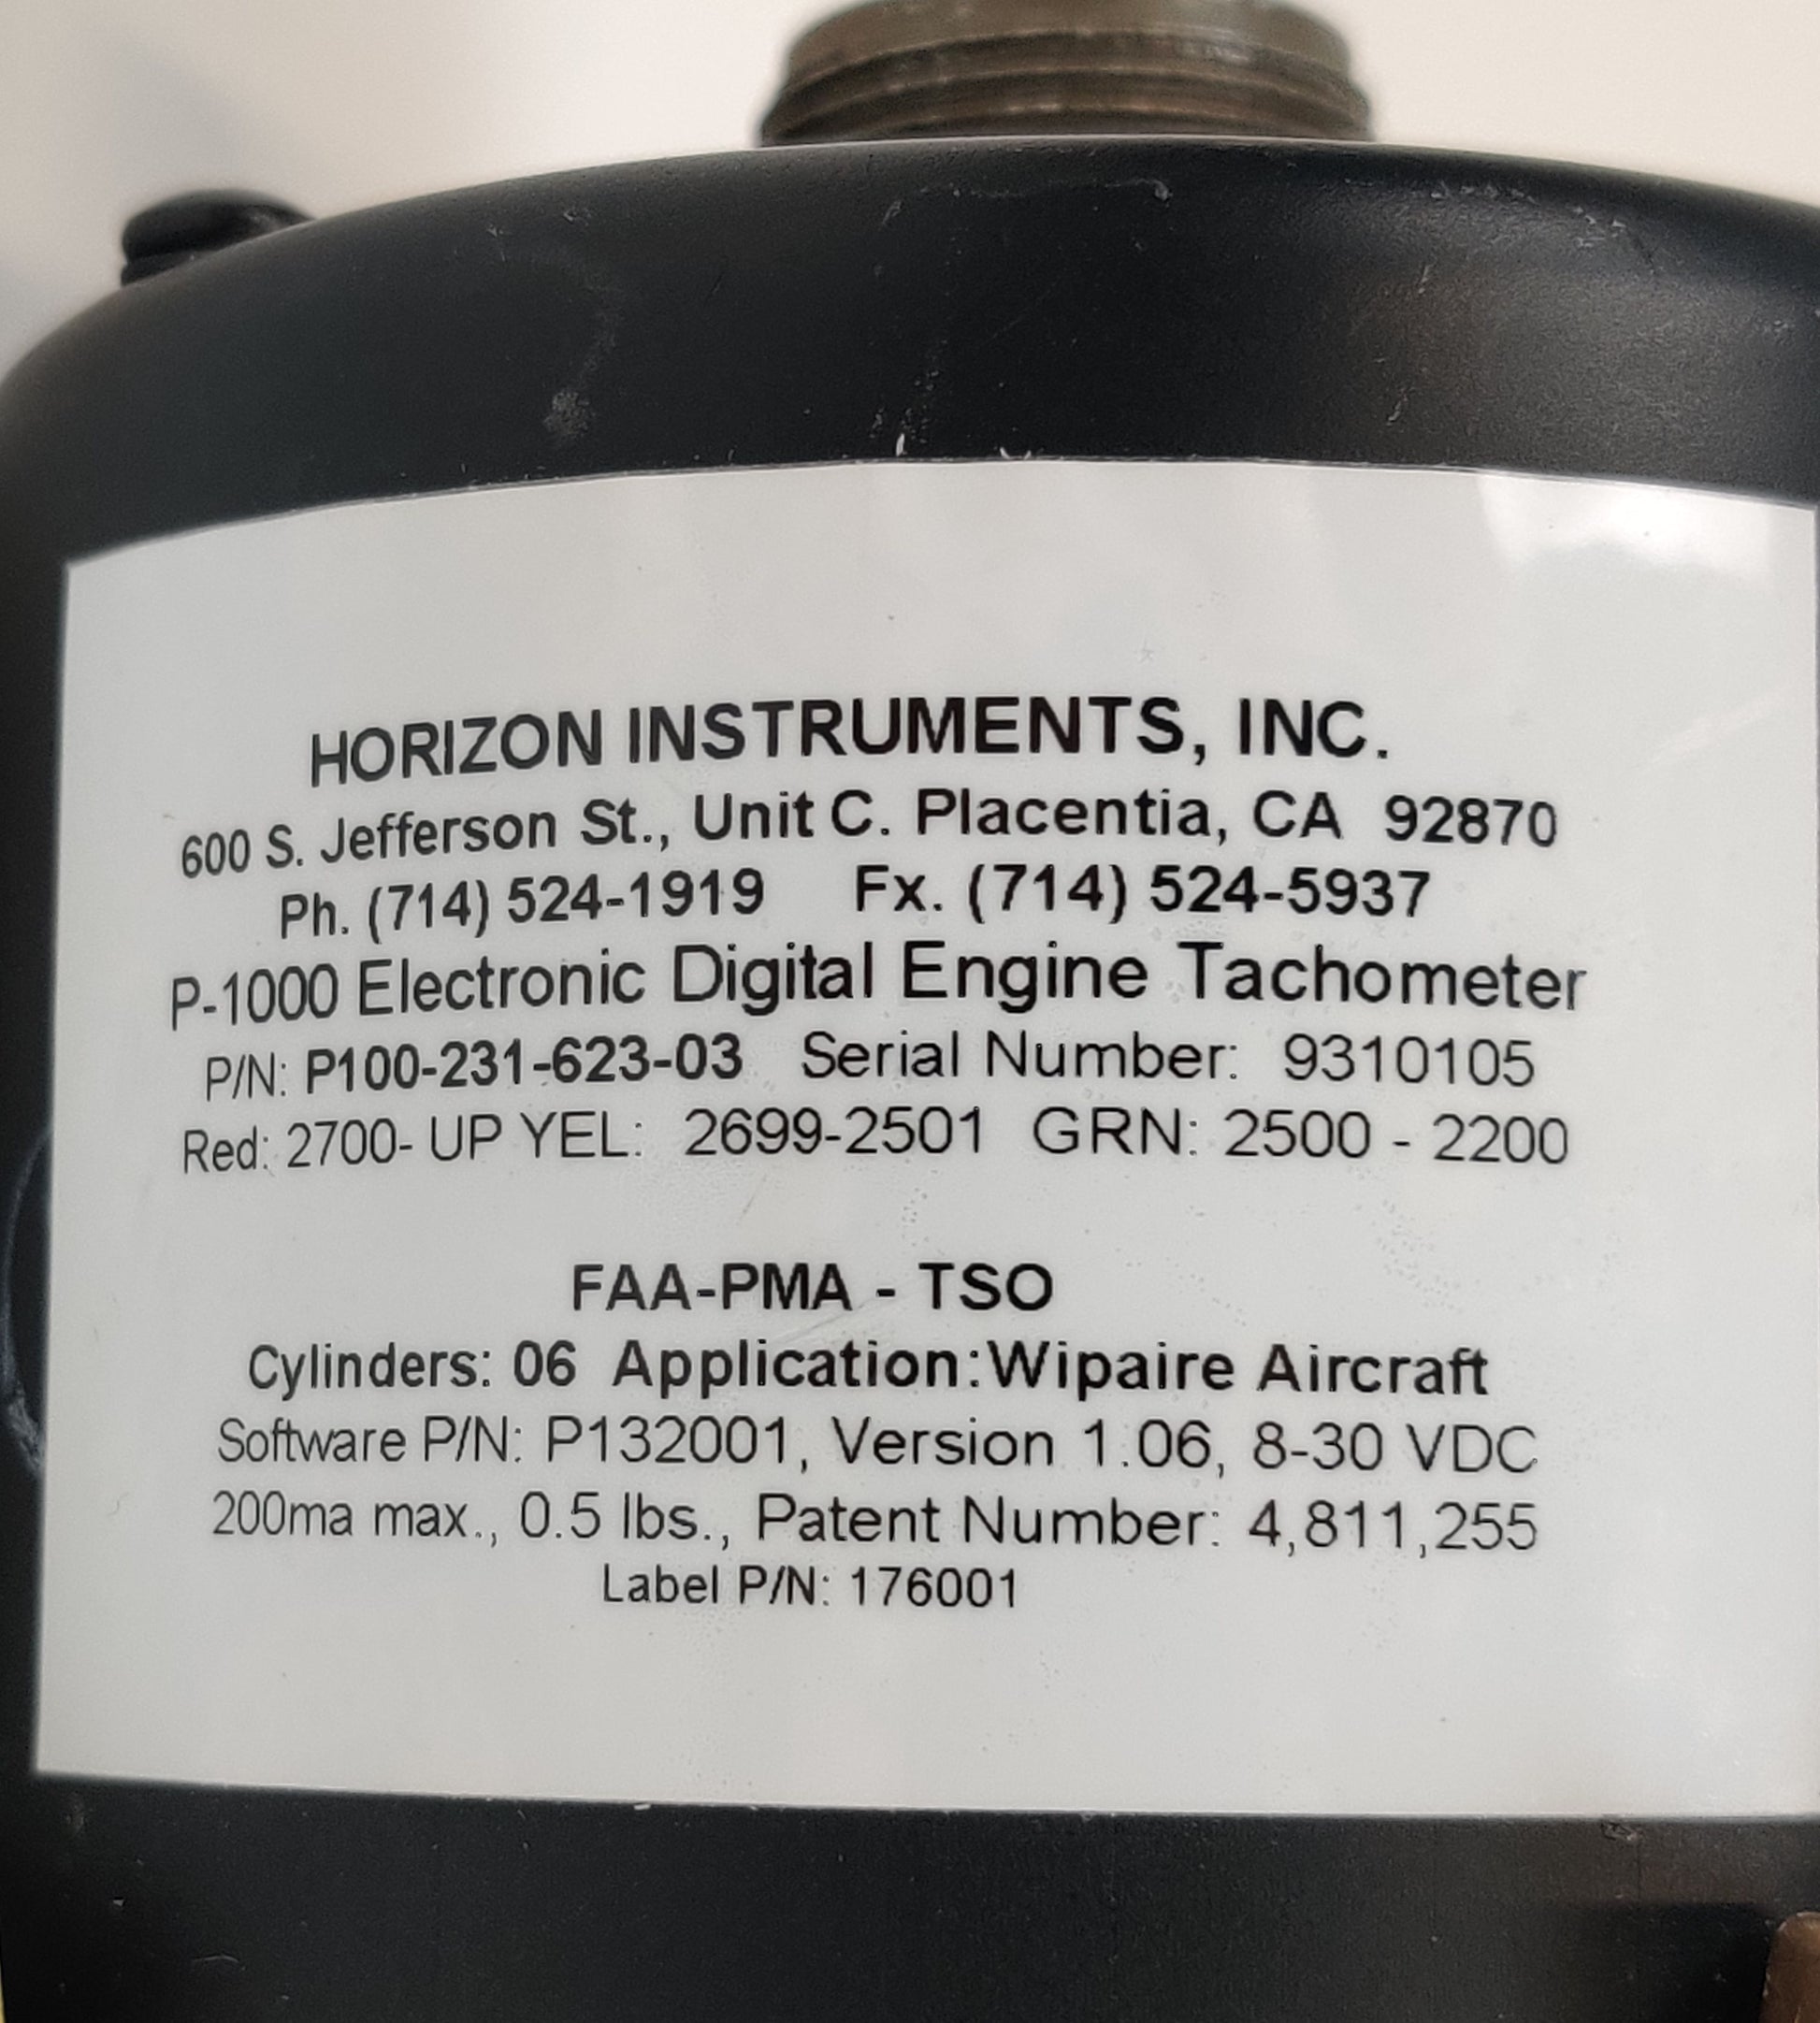 HORIZON INSTRUMENTS, INC.
600 S. Jefferson St., Unit C. Placentia, CA 92870
Ph. (714) 524-1919 Fx. (714) 524-5937
P-1000 Electronic Digital Engine Tachometer
P/N: P100-231-623-03 Serial Number: 9310105
Red: 2700- UP YEL: 2699-2501 GRN: 2500 - 2200
FAA-PMA - TSO
Cylinders: 06 Application:Wipaire Aircraft
Software P/N: P132001, Version 1.06, 8-30 VDC
200ma max., 0.5 lbs., Patent Number: 4,811,255
Label P/N: 176001